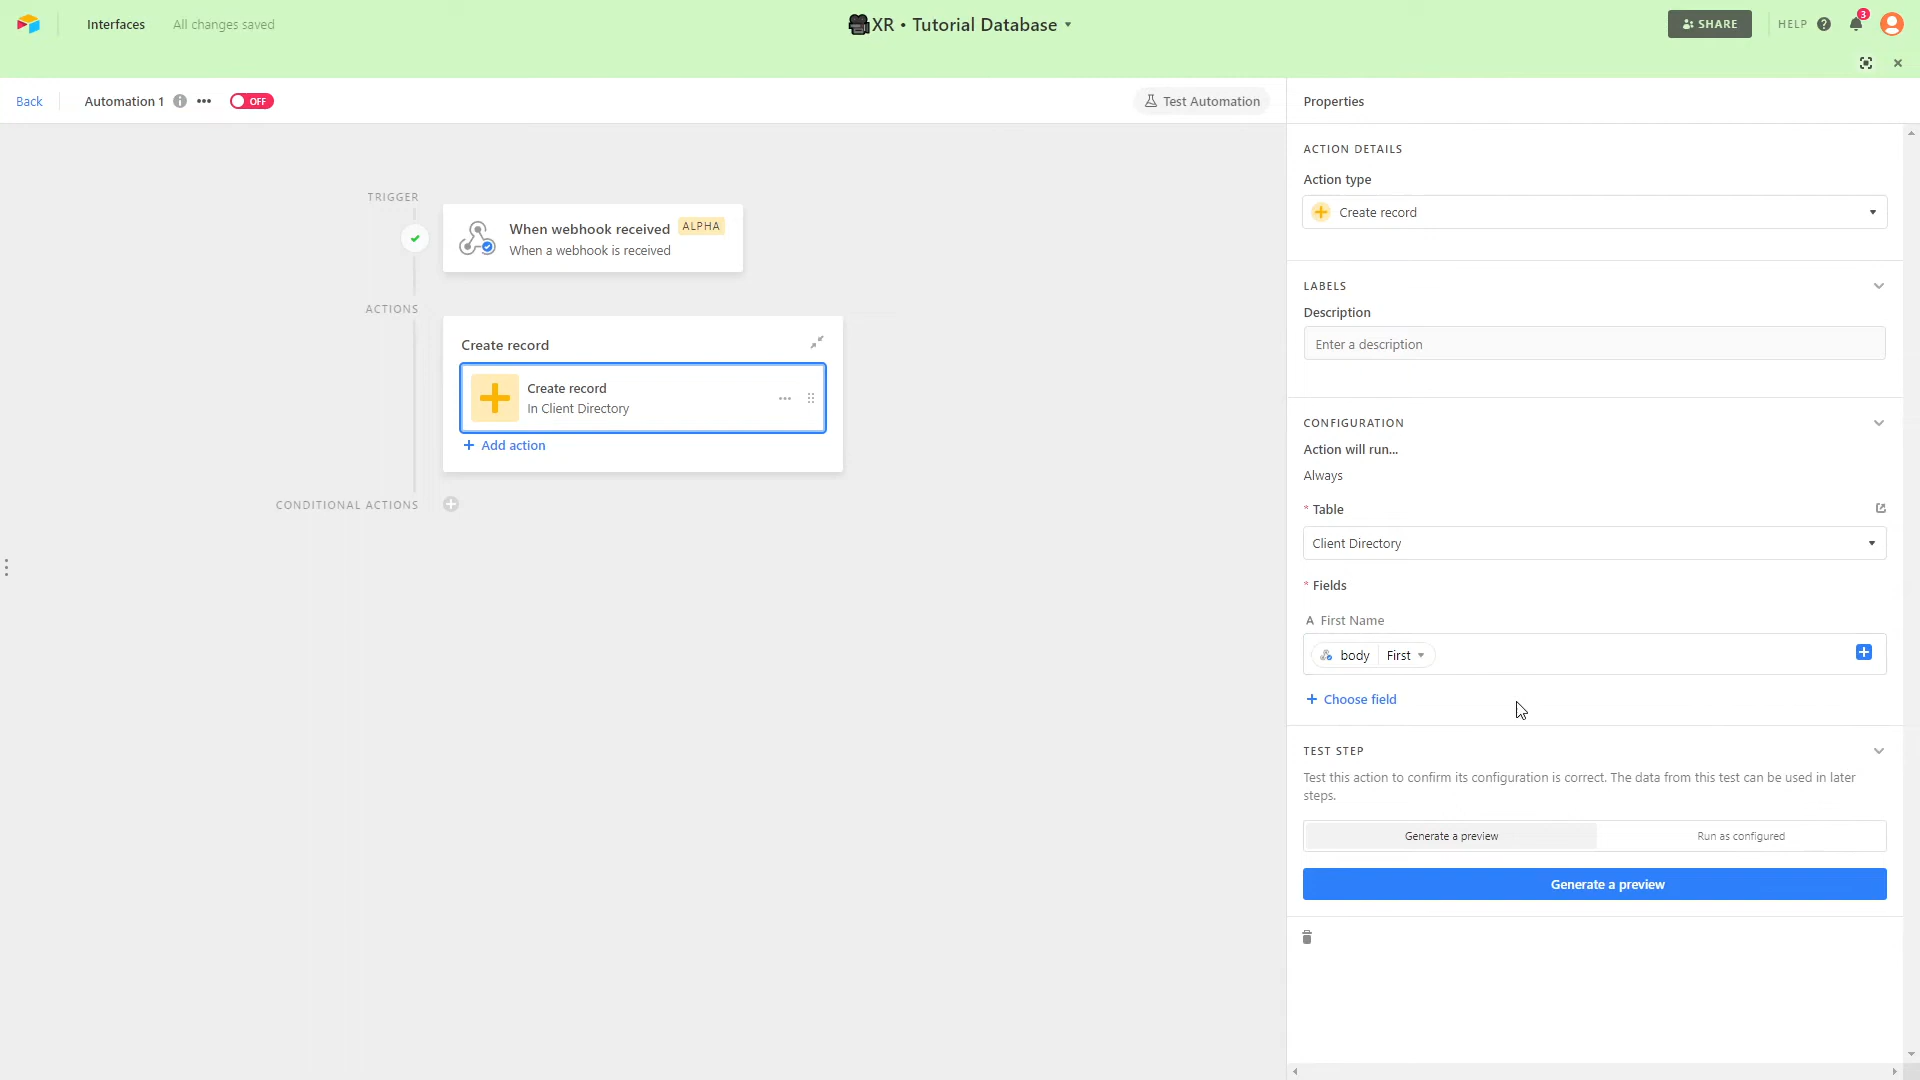 Interfaces
All changes saved
XR • Tutorial Database
SHARE
HELP
3
Back
Automation 1
OFF
Test Automation
Properties
TRIGGER
When webhook received
ALPHA
When a webhook is received
ACTIONS
Create record
Create record
In Client Directory
+ Add action
CONDITIONAL ACTIONS
ACTION DETAILS
Action type
Create record
LABELS
Description
Enter a description
CONFIGURATION
Action will run...
Always
* Table
Client Directory
* Fields
A First Name
body First
+ Choose field
TEST STEP
Test this action to confirm its configuration is correct. The data from this test can be used in later
steps.
Generate a preview
Run as configured
Generate a preview